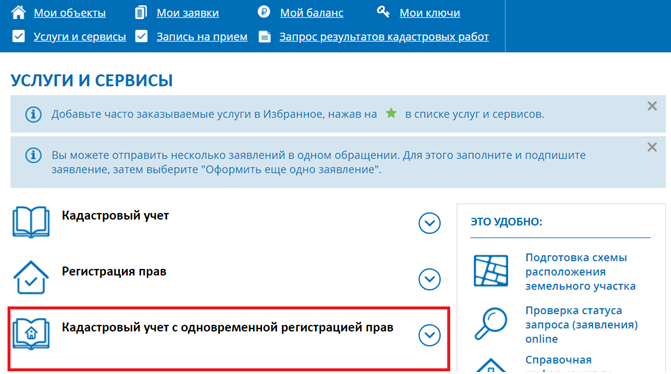 Мои объекты Мои заявки Мой баланс Мои ключи
Услуги и сервисы Запись на прием Запрос результатов кадастровых работ
УСЛУГИ И СЕРВИСЫ
Добавьте часто заказываемые услуги в Избранное, нажав на в списке услуг и сервисов.
Вы можете отправить несколько заявлений в одном обращении. Для этого заполните и подпишите
заявление, затем выберите "Оформить еще одно заявление".
Кадастровый учет
Регистрация прав
Кадастровый учет с одновременной регистрацией прав
ЭТО УДОБНО:
Подготовка схемы
расположения
земельного участка
Проверка статуса
запроса (заявления)
online
Справочная